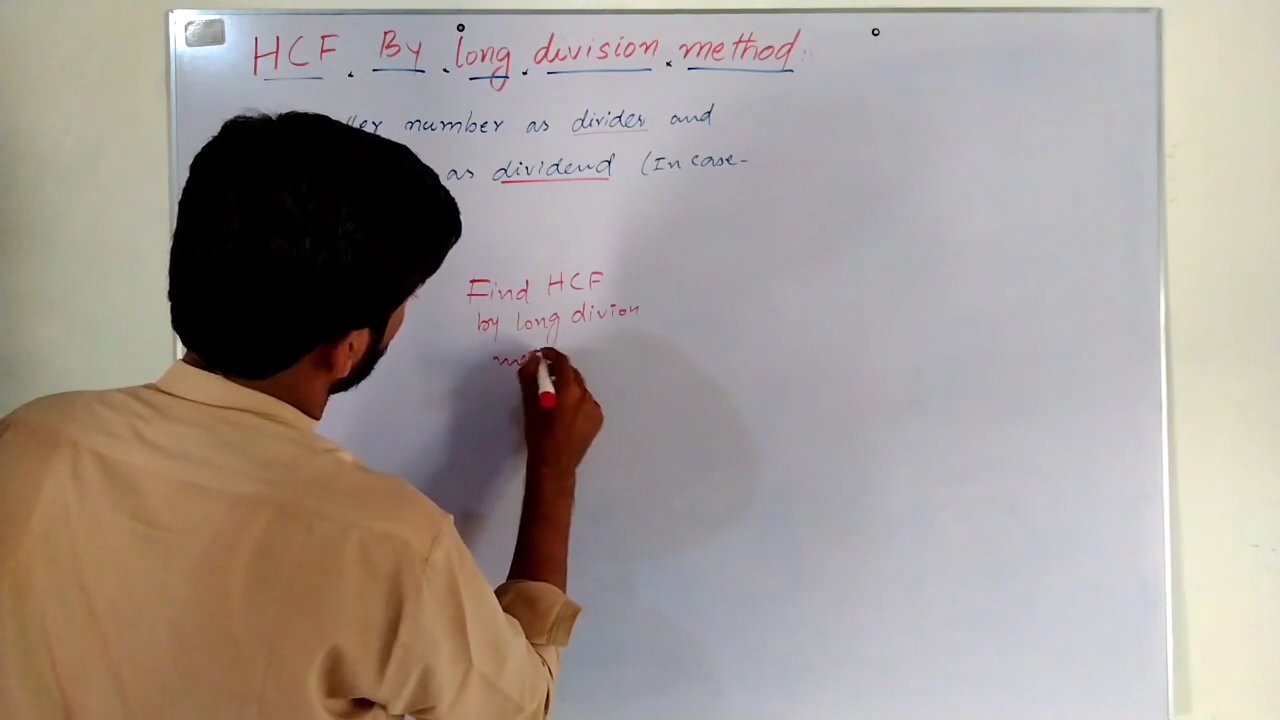 HCF By long division method
number as divider and
as dividend (In case-
Find HCF
by long divion